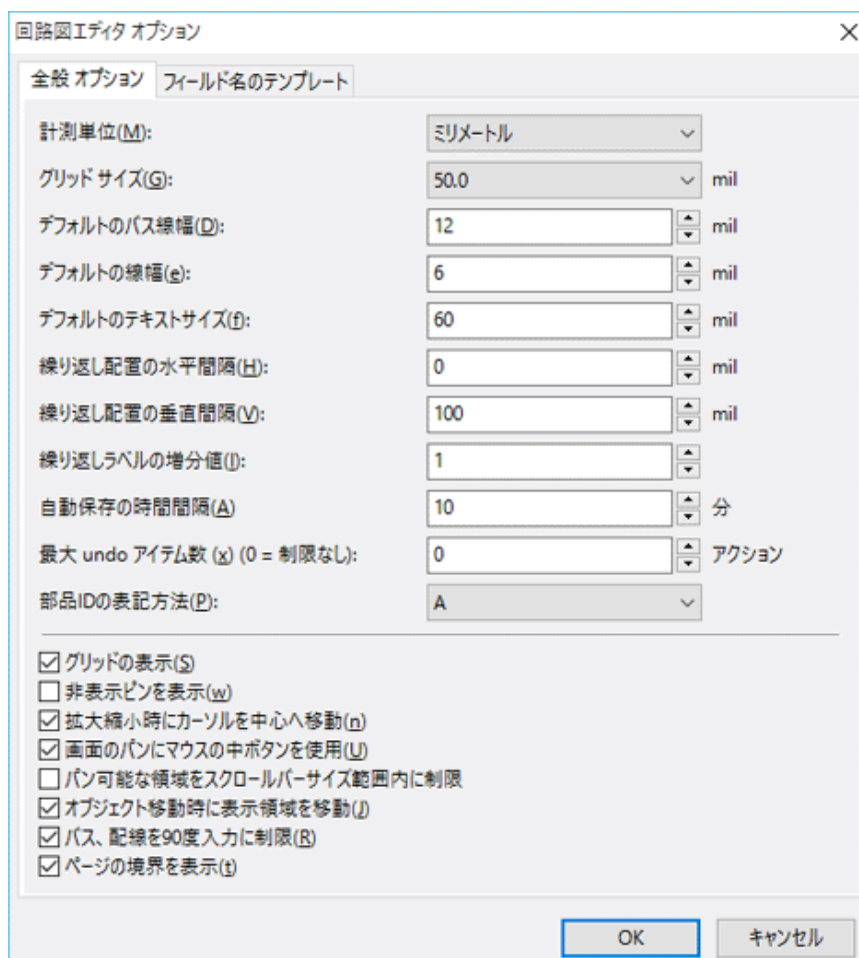 回路図エディタ オプション
全般 オプション フィールド名のテンプレート
計測単位(M): ミリメートル
グリッド サイズ(G): 50.0 mil
デフォルトのバス線幅(D): 12 mil
デフォルトの線幅(e): 6 mil
デフォルトのテキストサイズ(f): 60 mil
繰り返し配置の水平間隔(H): 0 mil
繰り返し配置の垂直間隔(V): 100 mil
繰り返しラベルの増分値(I): 1
自動保存の時間間隔(A) 10 分
最大 undo アイテム数 (x) (0 = 制限なし): 0 アクション
部品IDの表記方法(P): A
グリッドの表示(S)
非表示ピンを表示(w)
拡大縮小時にカーソルを中心へ移動(n)
画面のパンにマウスの中ボタンを使用(U)
パン可能な領域をスクロールバーサイズ範囲内に制限
オブジェクト移動時に表示領域を移動(J)
バス、配線を90度入力に制限(R)
ページの境界を表示(t)
OK キャンセル